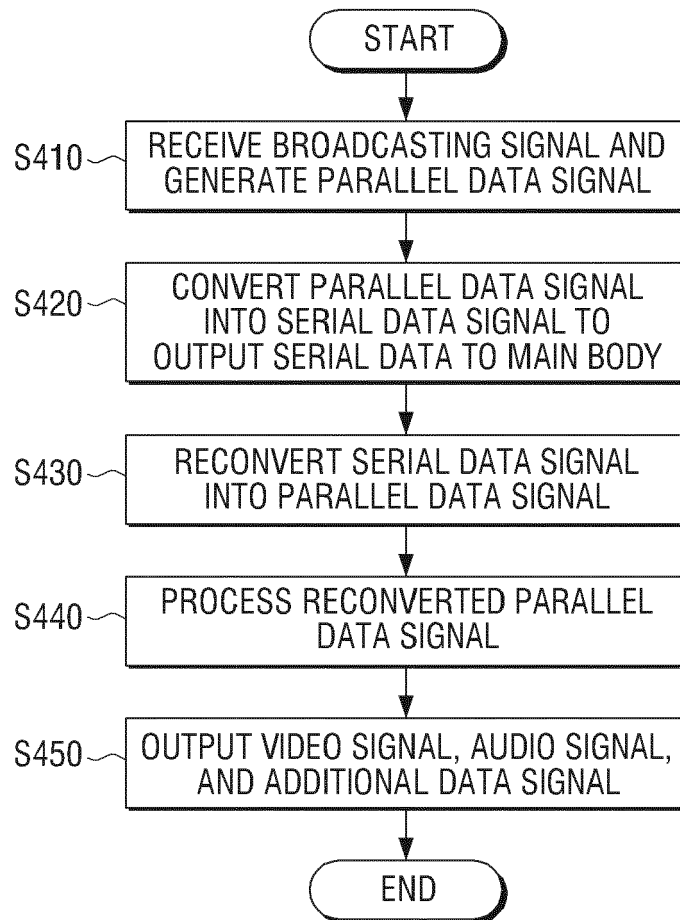 START
S410
RECEIVE BROADCASTING SIGNAL AND
GENERATE PARALLEL DATA SIGNAL
S420
CONVERT PARALLEL DATA SIGNAL
INTO SERIAL DATA SIGNAL TO
OUTPUT SERIAL DATA TO MAIN BODY
S430
RECONVERT SERIAL DATA SIGNAL
INTO PARALLEL DATA SIGNAL
S440
PROCESS RECONVERTED PARALLEL
DATA SIGNAL
S450
OUTPUT VIDEO SIGNAL, AUDIO SIGNAL,
AND ADDITIONAL DATA SIGNAL
END